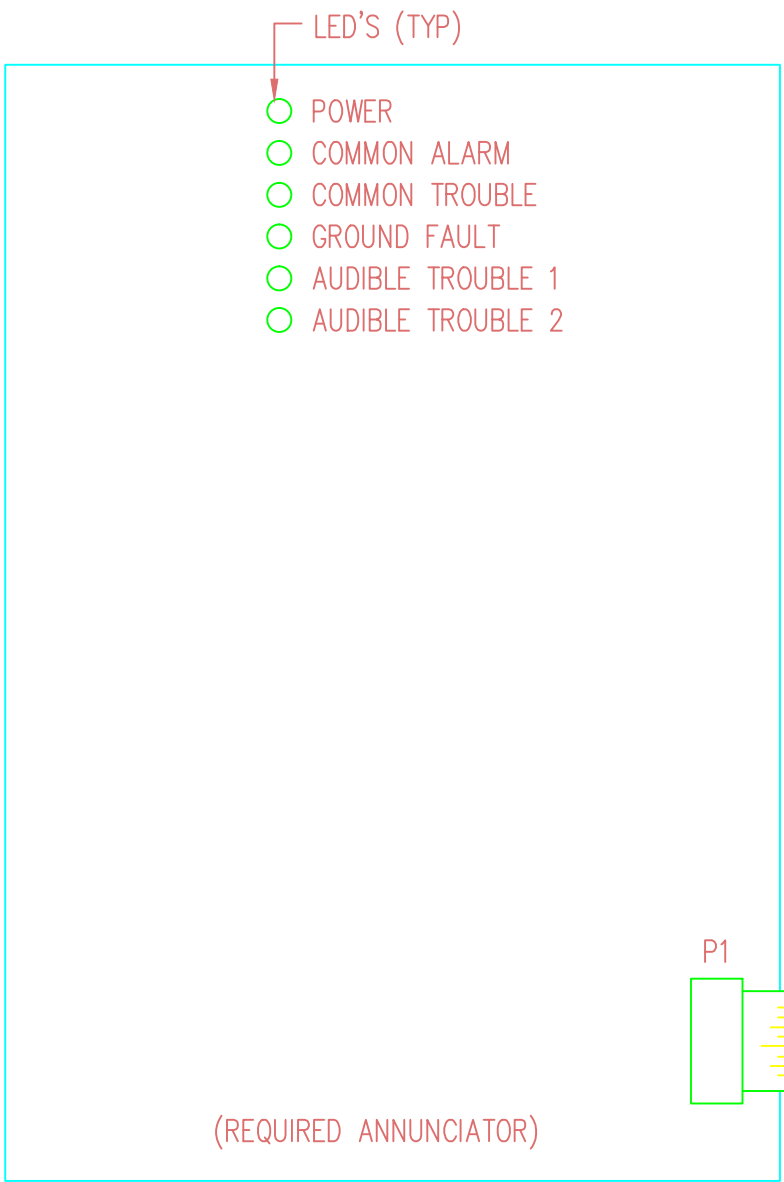 LED'S (TYP)
POWER
COMMON ALARM
COMMON TROUBLE
GROUND FAULT
AUDIBLE TROUBLE 1
AUDIBLE TROUBLE 2
P1
(REQUIRED ANNUNCIATOR)